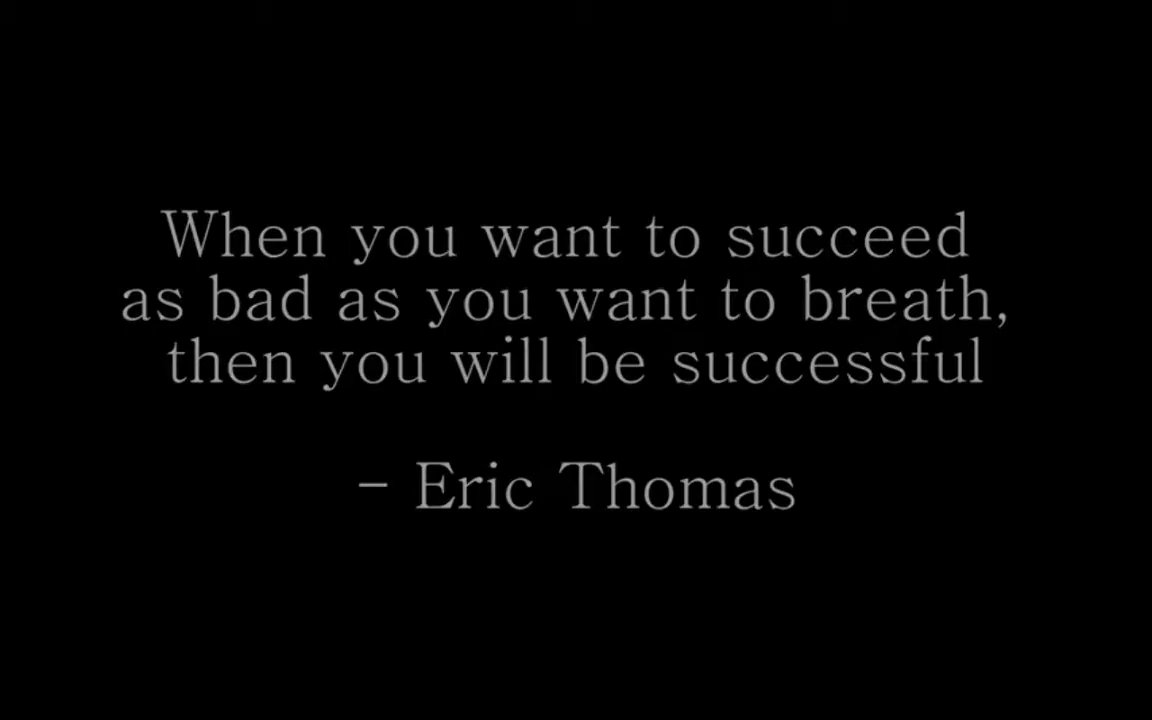 When you want to succeed
as bad as you want to breath,
then you will be successful
- Eric Thomas